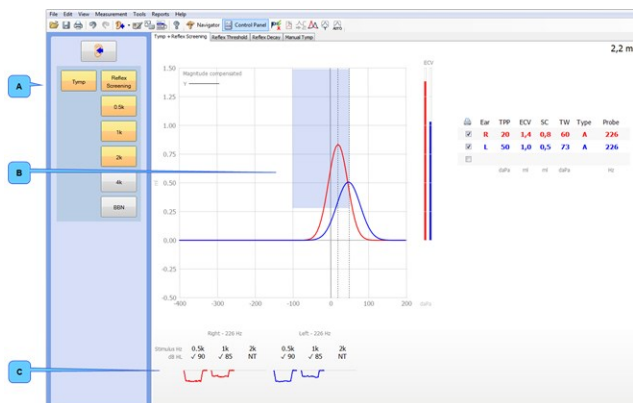 File Edit View Measurement Tools Reports Help
Navigator Control Panel
Tymp + Reflex Screening Reflex Threshold Reflex Decay Manual Tymp
2,2 m
Tymp Reflex Screening
0.5k
1k
2k
4k
BBN
A
B
C
Magnitude compensated
Y
1.50
1.25
1.00
0.75
0.50
0.25
0.00
-0.25
-0.50
-400 -300 -200 -100 0 100 200 daPa
ECV
Ear TPP ECV SC TW Type Probe
R 20 1,4 0,8 60 A 226
L 50 1,0 0,5 73 A 226
daPa ml ml daPa Hz
Right - 226 Hz Left - 226 Hz
Stimulus Hz 0.5k 1k 2k 0.5k 1k 2k
dB HL ✓ 90 ✓ 85 NT ✓ 90 ✓ 85 NT